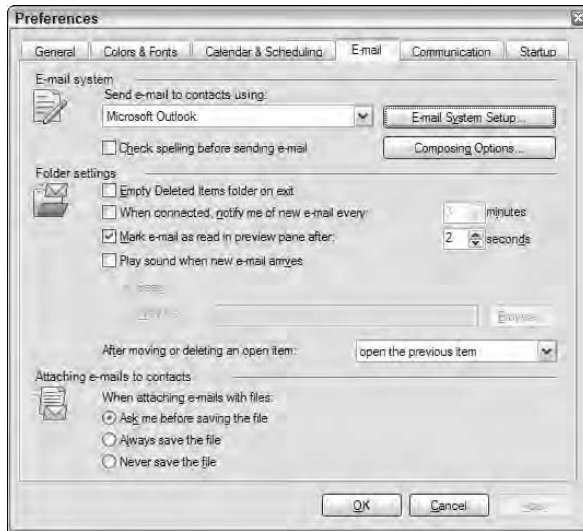 Preferences
General Colors & Fonts Calendar & Scheduling E-mail Communication Startup
E-mail system
Send e-mail to contacts using:
Microsoft Outlook E-mail System Setup...
Check spelling before sending e-mail Composing Options...
Folder settings
Empty Deleted Items folder on exit
When connected, notify me of new e-mail every: 3 minutes
Mark e-mail as read in preview pane after: 2 seconds
Play sound when new e-mail arrives
Browse...
After moving or deleting an open item: open the previous item
Attaching e-mails to contacts
When attaching e-mails with files:
Ask me before saving the file
Always save the file
Never save the file
OK Cancel